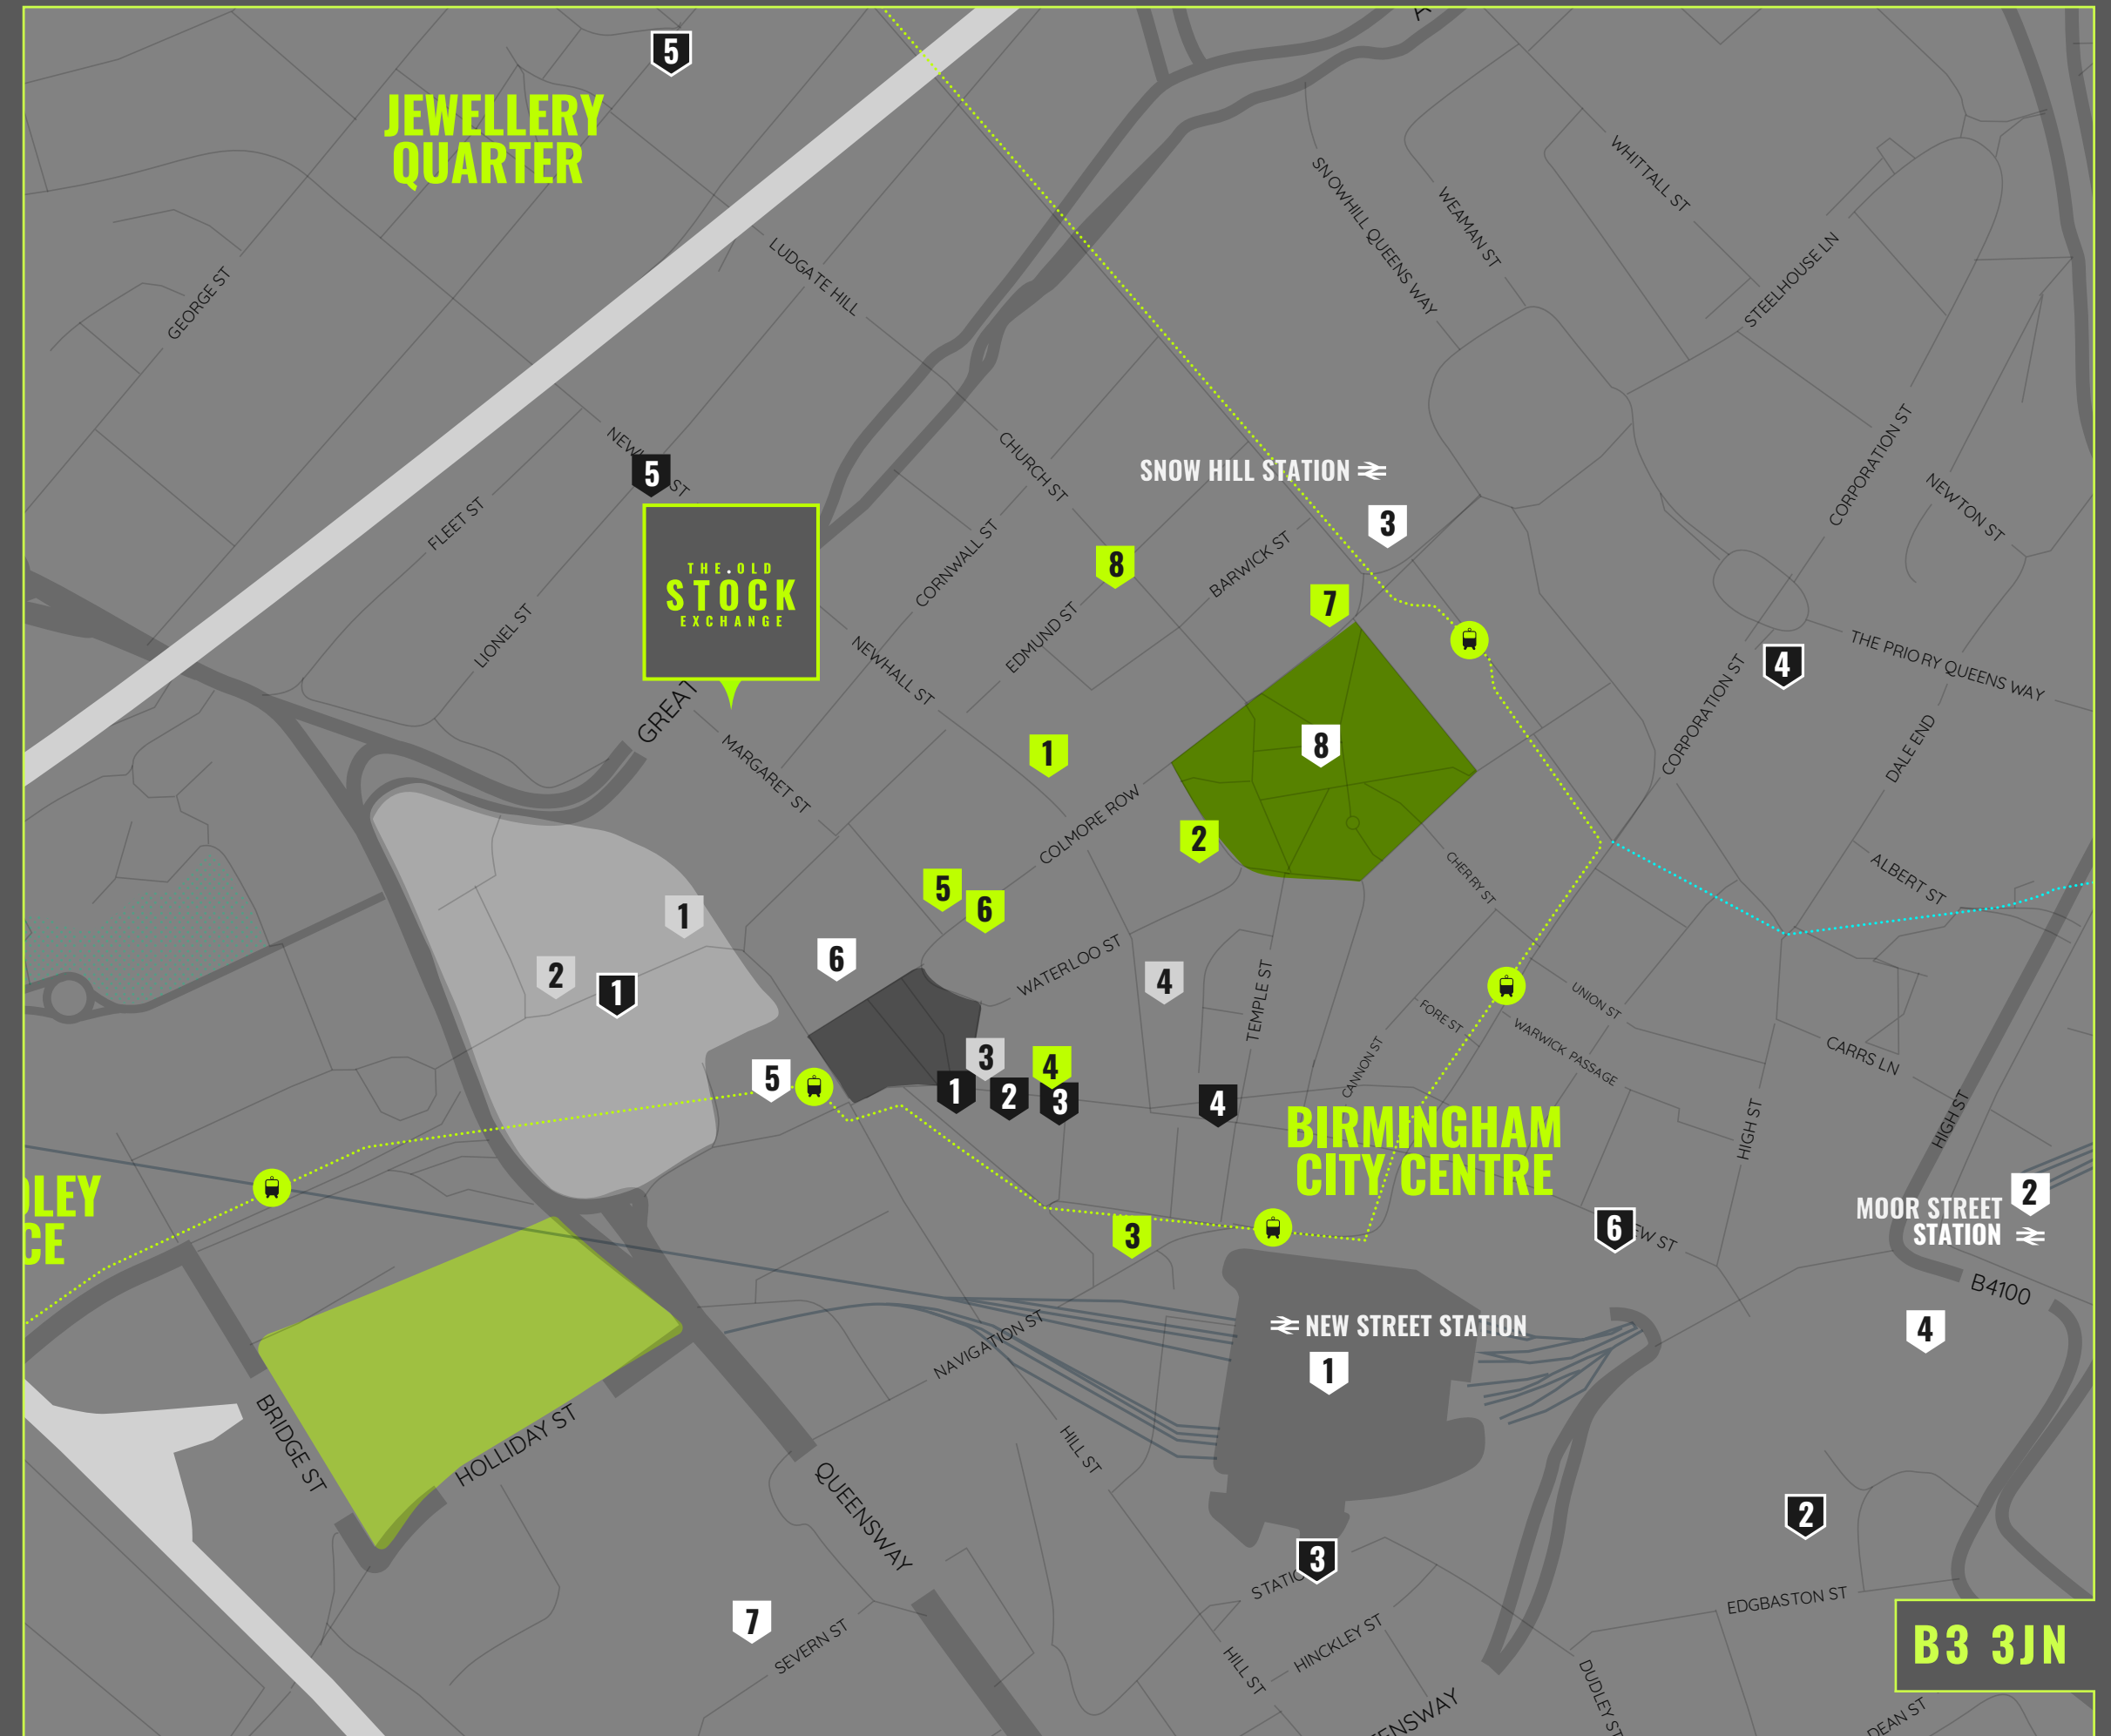 5
JEWELLERY
QUARTER
GEORGE ST
LUDGATE HILL
SNOWHILL QUEENS WAY
WEAMAN ST
WHITTALL ST
STEELHOUSE LN
CORPORATION ST
NEWTON ST
CHURCH ST
SNOW HILL STATION
3
5
FLEET ST
LIONEL ST
THE.OLD
STOCK
EXCHANGE
CORNWALL ST
EDMUND ST
8
BARWICK ST
7
NEWHALL ST
GREAT
MARGARET ST
1
8
COLMORE ROW
2
4
THE PRIORY QUEENS WAY
CORPORATION ST
DALE END
ALBERT ST
CHERRY ST
5
6
1
2
1
6
WATERLOO ST
4
TEMPLE ST
CANNON ST
FORE ST
UNION ST
WARWICK PASSAGE
CARRS LN
HIGH ST
HIGH ST
5
3
4
1
2
3
4
BIRMINGHAM
CITY CENTRE
3
6
EW ST
2
MOOR STREET
STATION
B4100
4
DLEY
CE
NEW STREET STATION
1
NAVIGATION ST
BRIDGE ST
HOLLIDAY ST
QUEENSWAY
HILL ST
3
STATIO
2
EDGBASTON ST
7
SEVERN ST
HILL ST
HINCKLEY ST
DUDLEY ST
ENSWAY
DEAN ST
B3 3JN